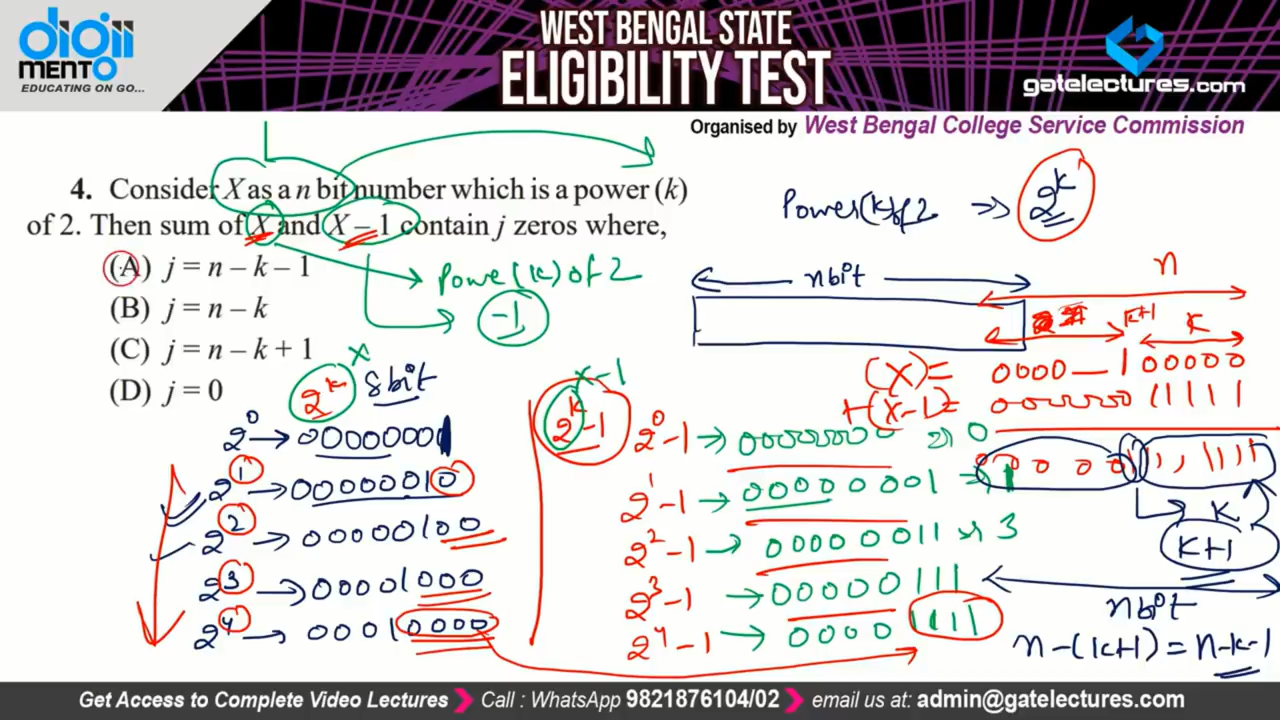 digii
MENTO
EDUCATING ON GO...
WEST BENGAL STATE
ELIGIBILITY TEST
gatelectures.com
Organised by West Bengal College Service Commission
4. Consider X as a n bit number which is a power (k)
of 2. Then sum of X and X – 1 contain j zeros where,
(A) j = n – k – 1
(B) j = n – k
(C) j = n – k + 1
(D) j = 0
Power(k) of 2 ⇒ 2^k
Powe(k) of 2
-1
n bit
n
k+1
k
(X) = 0000—100000
+(X-1) = 00000001111
00000111111
k
k+1
n bit
n-(k+1) = n-k-1
2^k X 8 bit
2^0 → 00000001
2^1 → 00000010
2^2 → 00000100
2^3 → 00001000
2^4 → 00010000
2^k-1 X-1
2^0-1 → 00000000 ⇒ 0
2^1-1 → 00000001 ⇒ 1
2^2-1 → 00000011 ⇒ 3
2^3-1 → 00000111
2^4-1 → 00001111
Get Access to Complete Video Lectures
Call : WhatsApp 9821876104/02
email us at: admin@gatelectures.com